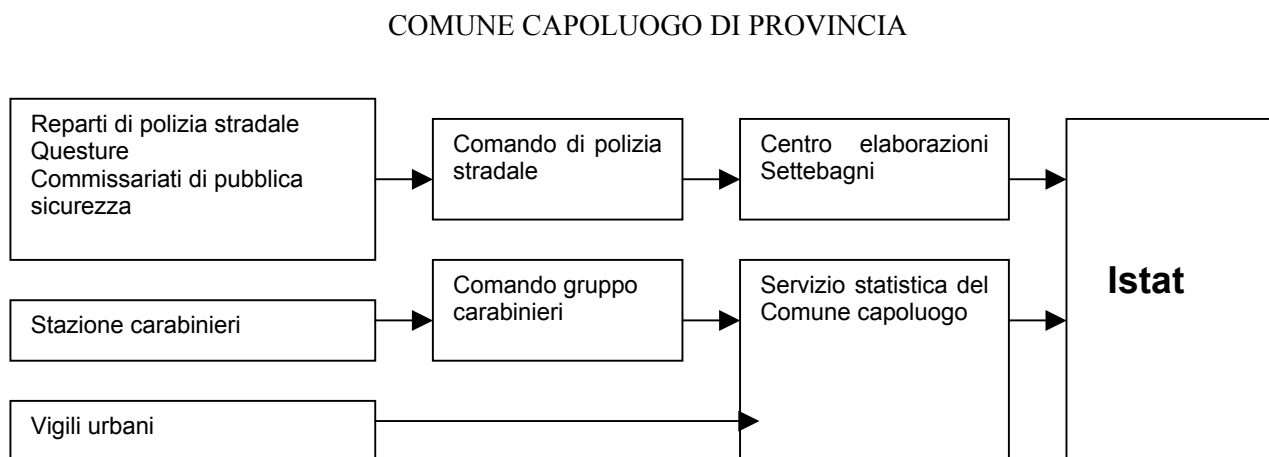 COMUNE CAPOLUOGO DI PROVINCIA
Reparti di polizia stradale
Questure
Commissariati di pubblica
sicurezza
Comando di polizia
stradale
Centro elaborazioni
Settebagni
Istat
Stazione carabinieri
Comando gruppo
carabinieri
Servizio statistica del
Comune capoluogo
Vigili urbani